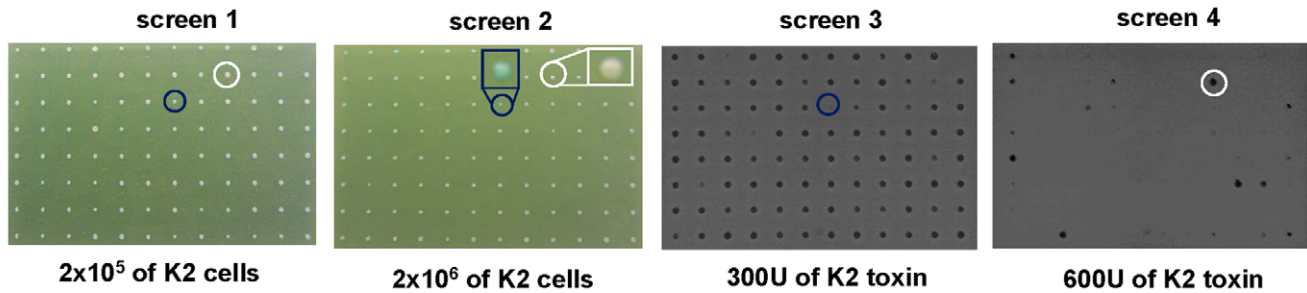 screen 1
screen 2
screen 3
screen 4
2x10⁵ of K2 cells
2x10⁶ of K2 cells
300U of K2 toxin
600U of K2 toxin